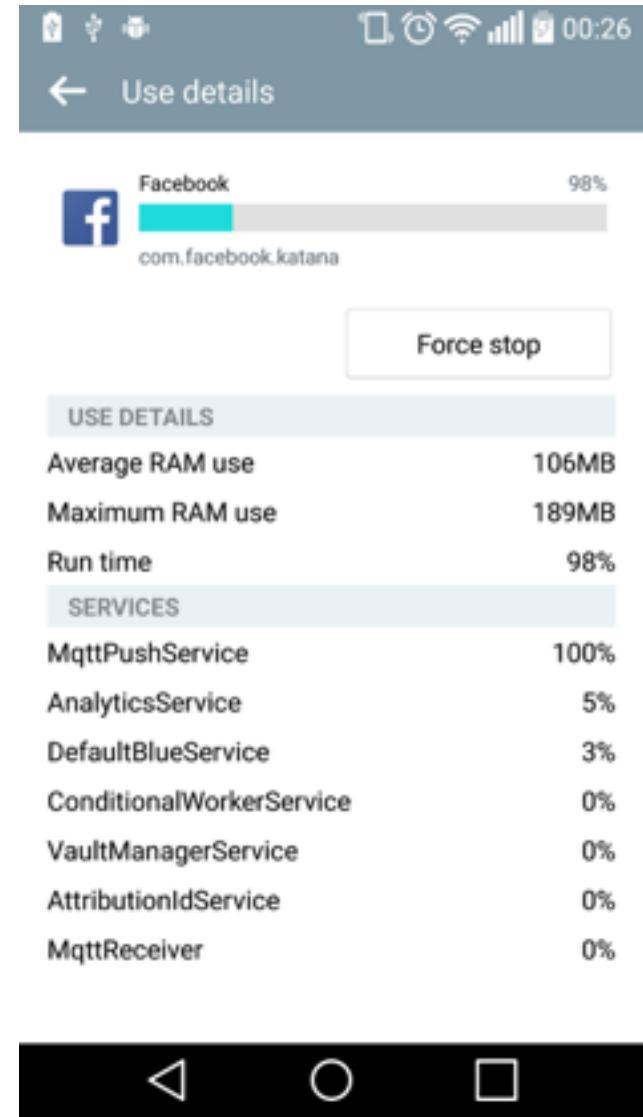 00:26
Use details
Facebook 98%
com.facebook.katana
Force stop
USE DETAILS
Average RAM use 106MB
Maximum RAM use 189MB
Run time 98%
SERVICES
MqttPushService 100%
AnalyticsService 5%
DefaultBlueService 3%
ConditionalWorkerService 0%
VaultManagerService 0%
AttributionIdService 0%
MqttReceiver 0%